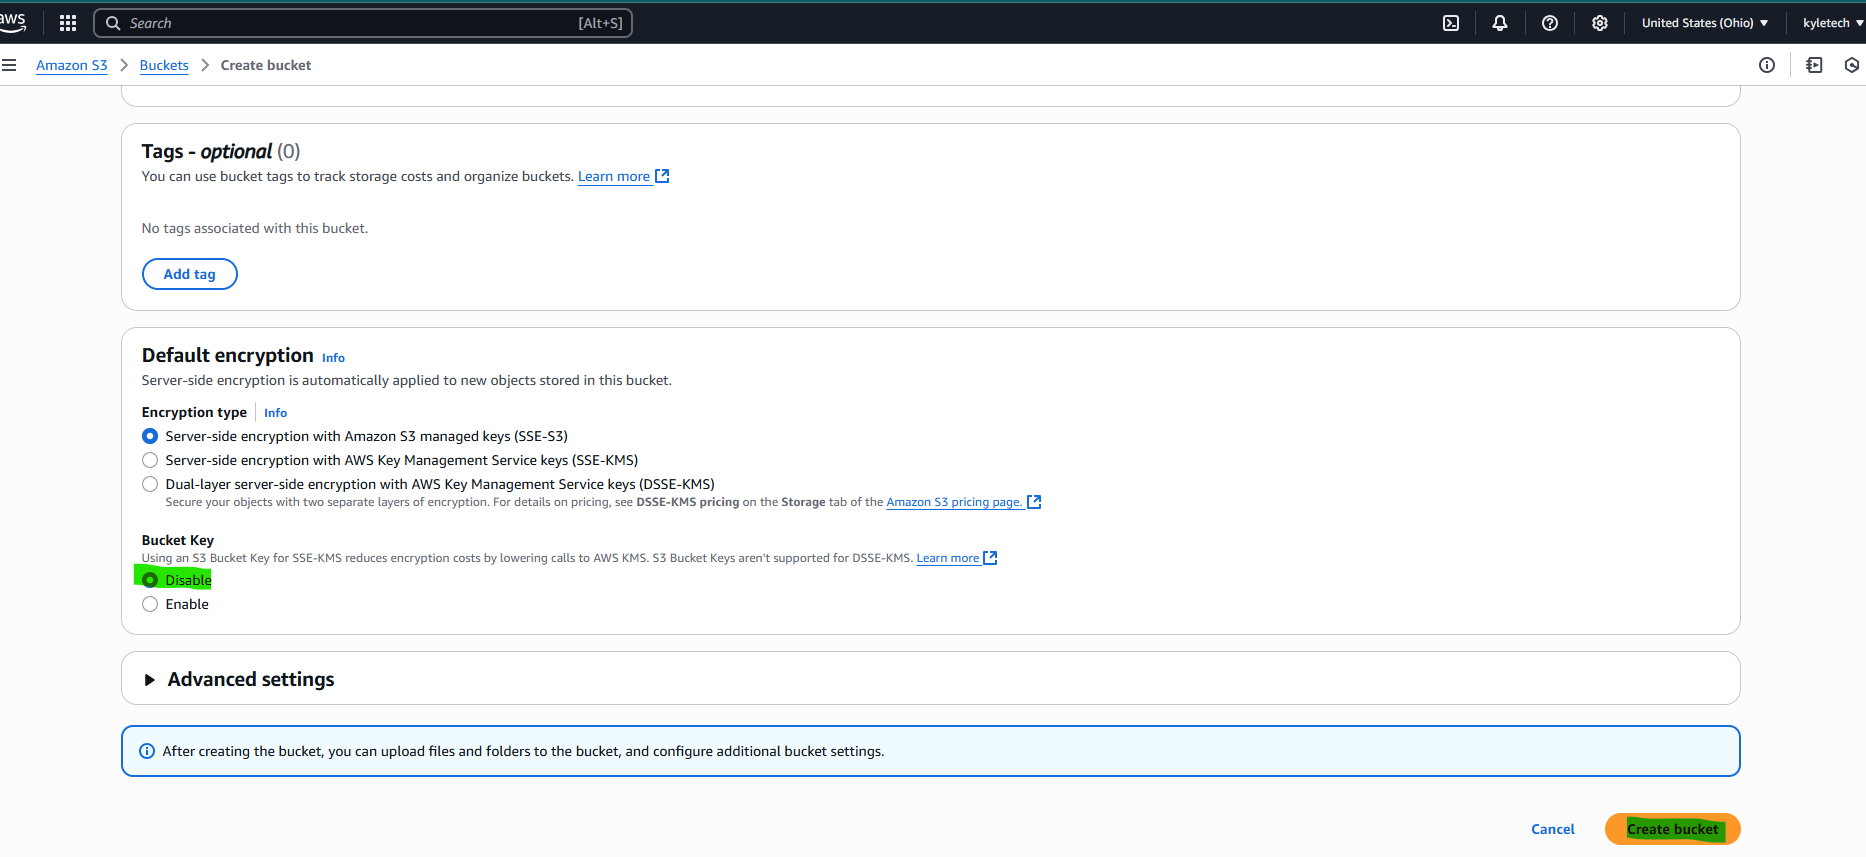 aws
Search [Alt+S]
United States (Ohio)
kyletech
Amazon S3 > Buckets > Create bucket
Tags - optional (0)
You can use bucket tags to track storage costs and organize buckets. Learn more
No tags associated with this bucket.
Add tag
Default encryption Info
Server-side encryption is automatically applied to new objects stored in this bucket.
Encryption type Info
Server-side encryption with Amazon S3 managed keys (SSE-S3)
Server-side encryption with AWS Key Management Service keys (SSE-KMS)
Dual-layer server-side encryption with AWS Key Management Service keys (DSSE-KMS)
Secure your objects with two separate layers of encryption. For details on pricing, see DSSE-KMS pricing on the Storage tab of the Amazon S3 pricing page.
Bucket Key
Using an S3 Bucket Key for SSE-KMS reduces encryption costs by lowering calls to AWS KMS. S3 Bucket Keys aren't supported for DSSE-KMS. Learn more
Disable
Enable
Advanced settings
After creating the bucket, you can upload files and folders to the bucket, and configure additional bucket settings.
Cancel
Create bucket